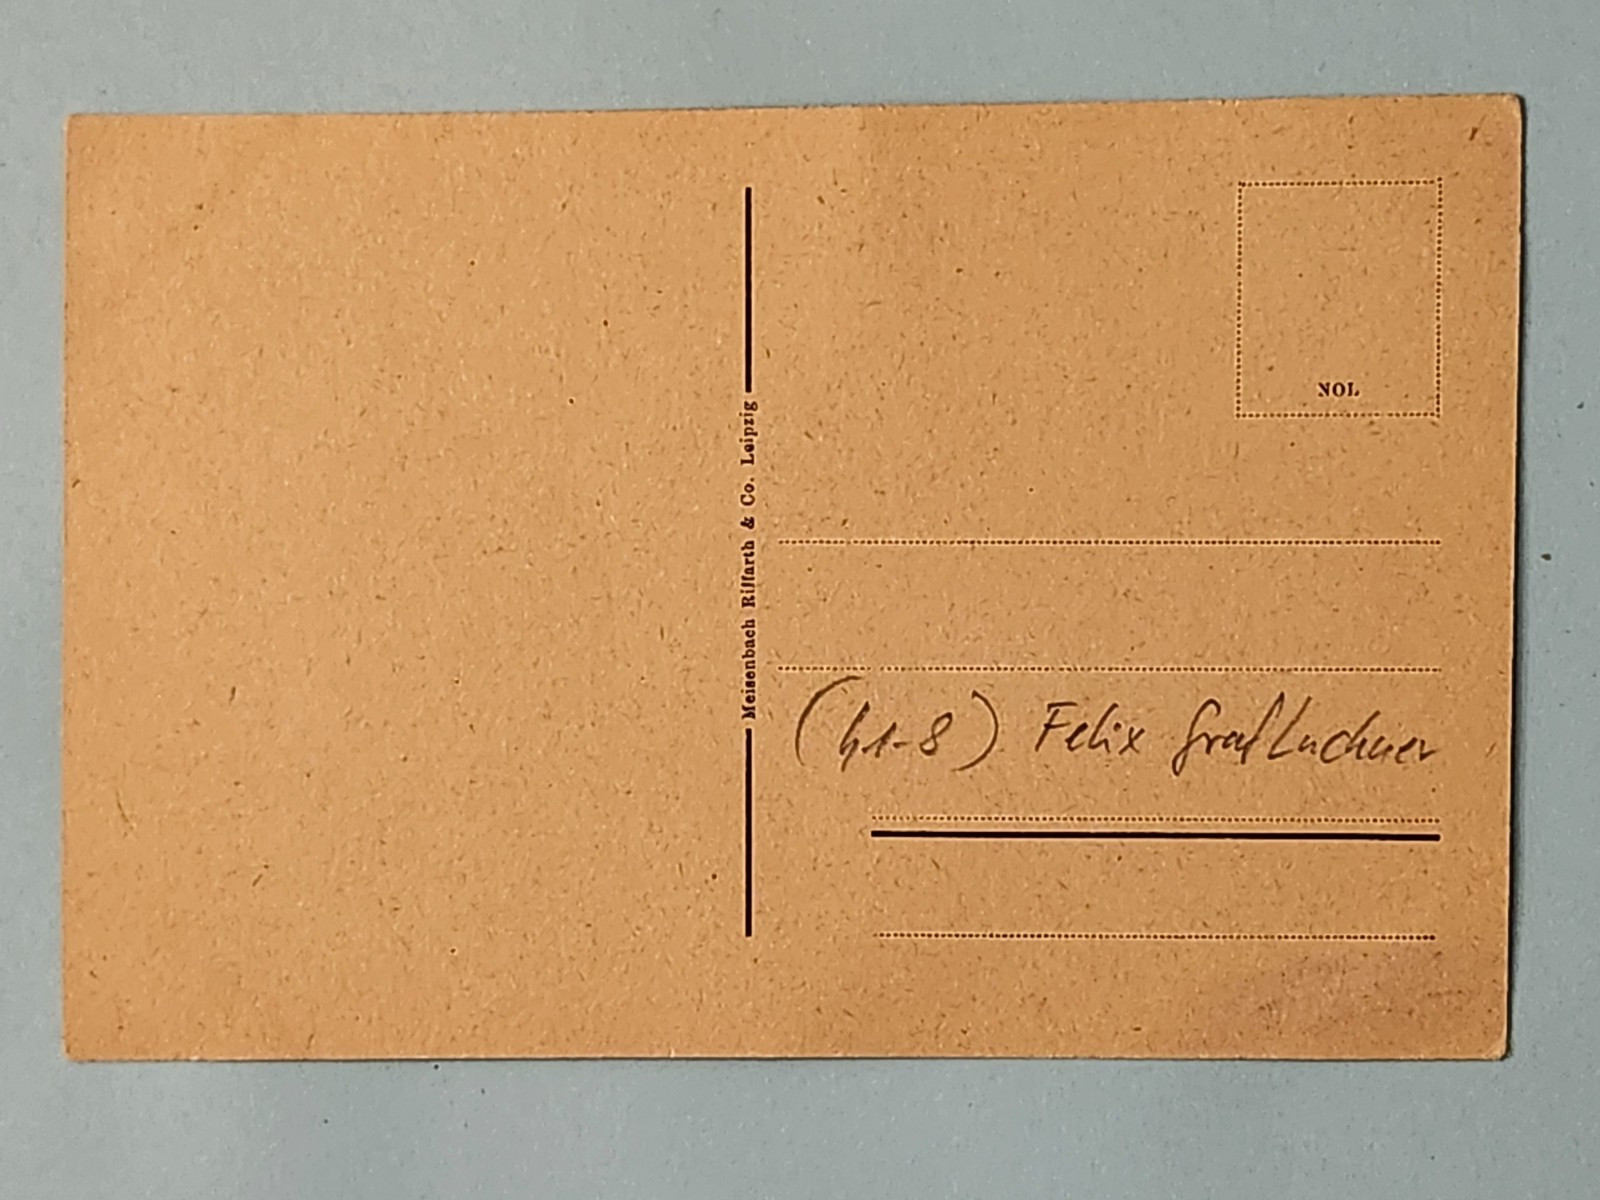 NOL
Meisenbach Riffarth & Co. Leipzig
(41-8) Felix Graf Luckner